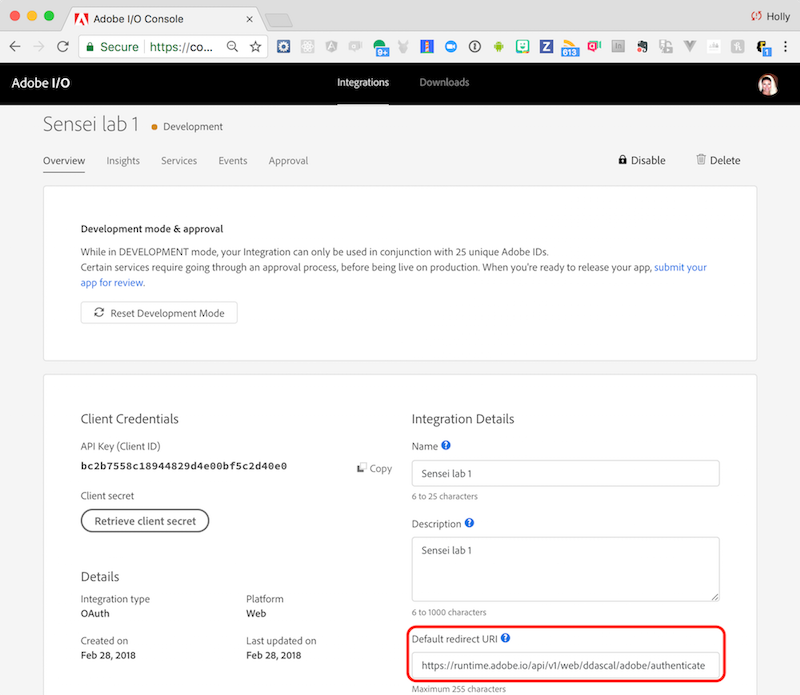 Adobe I/O Console
Holly
Secure
https://co...
9+
613
1
Adobe I/O
Integrations
Downloads
Sensei lab 1
Development
Overview
Insights
Services
Events
Approval
Disable
Delete
Development mode & approval
While in DEVELOPMENT mode, your Integration can only be used in conjunction with 25 unique Adobe IDs.
Certain services require going through an approval process, before being live on production. When you're ready to release your app, submit your
app for review.
Reset Development Mode
Client Credentials
API Key (Client ID)
bc2b7558c18944829d4e00bf5c2d40e0
Copy
Client secret
Retrieve client secret
Details
Integration type
OAuth
Platform
Web
Created on
Feb 28, 2018
Last updated on
Feb 28, 2018
Integration Details
Name
Sensei lab 1
6 to 25 characters
Description
Sensei lab 1
6 to 1000 characters
Default redirect URI
https://runtime.adobe.io/api/v1/web/ddascal/adobe/authenticate
Maximum 255 characters